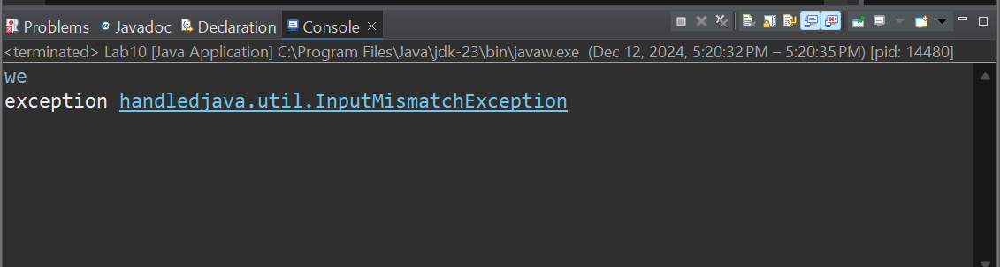 Problems Javadoc Declaration Console
<terminated> Lab10 [Java Application] C:\Program Files\Java\jdk-23\bin\javaw.exe (Dec 12, 2024, 5:20:32 PM – 5:20:35 PM) [pid: 14480]
we
exception handledjava.util.InputMismatchException